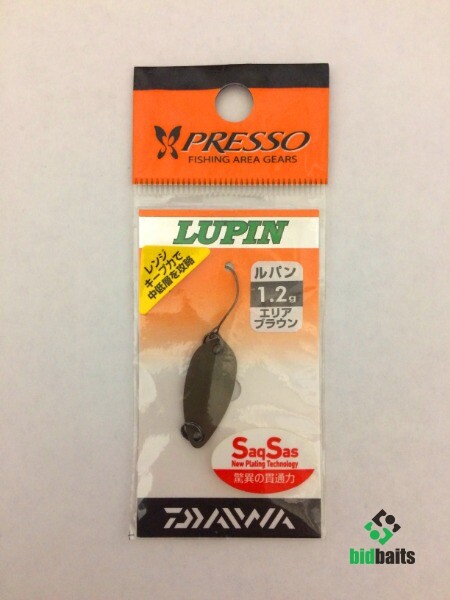 PRESSO
FISHING AREA GEARS
LUPIN
レンジ
キープ力で
中低層を攻略
ルパン
1.2g
エリア
ブラウン
SaqSas
New Plating Technology
驚異の貫通力
DAIWA
bidbaits